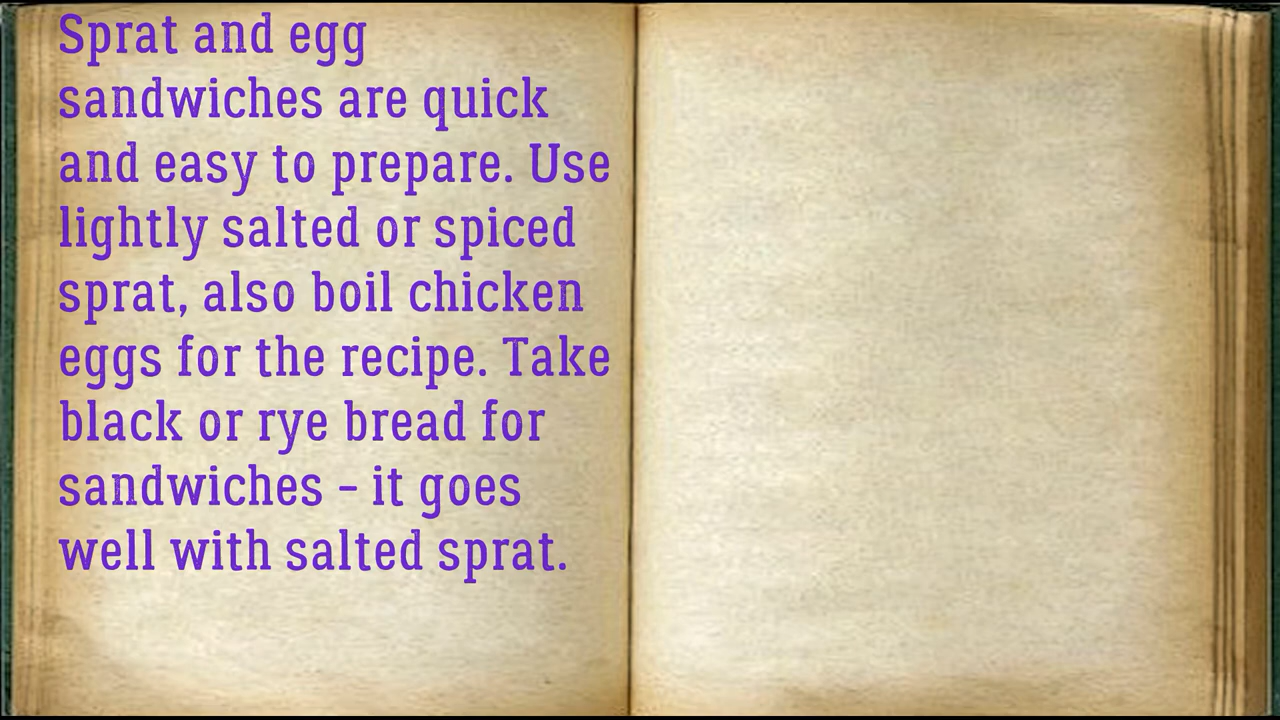 Sprat and egg
sandwiches are quick
and easy to prepare. Use
lightly salted or spiced
sprat, also boil chicken
eggs for the recipe. Take
black or rye bread for
sandwiches – it goes
well with salted sprat.